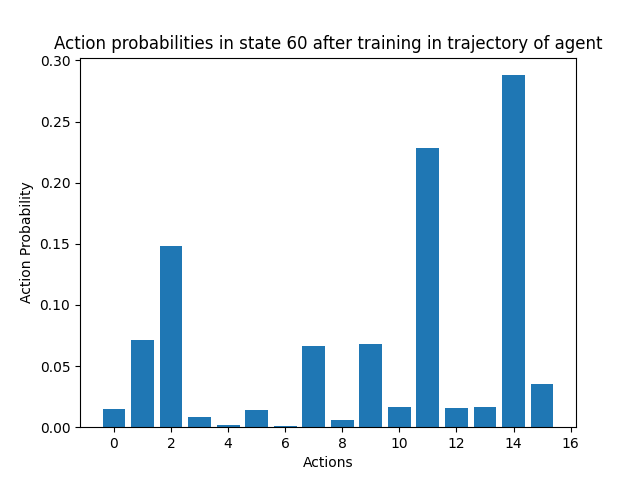 Action probabilities in state 60 after training in trajectory of agent
0.30
0.25
0.20
0.15
0.10
0.05
0.00
Action Probability
0 2 4 6 8 10 12 14 16
Actions